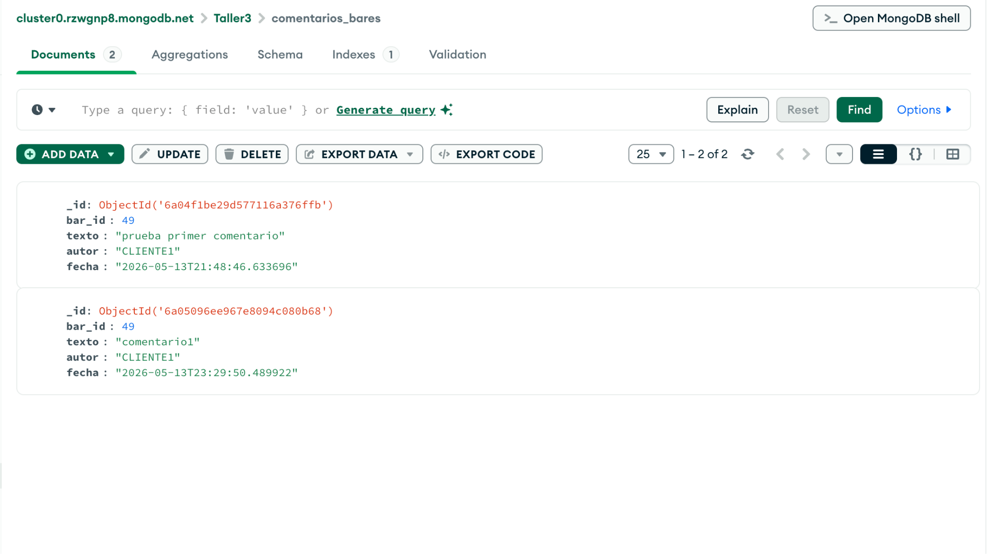 cluster0.rzwgnp8.mongodb.net > Taller3 > comentarios_bares
>_ Open MongoDB shell
Documents 2 Aggregations Schema Indexes 1 Validation
Type a query: { field: 'value' } or Generate query
Explain Reset Find Options
ADD DATA UPDATE DELETE EXPORT DATA </> EXPORT CODE 25 1 – 2 of 2 {}
_id: ObjectId('6a04f1be29d577116a376ffb')
bar_id : 49
texto : "prueba primer comentario"
autor : "CLIENTE1"
fecha : "2026-05-13T21:48:46.633696"
_id: ObjectId('6a05096ee967e8094c080b68')
bar_id : 49
texto : "comentario1"
autor : "CLIENTE1"
fecha : "2026-05-13T23:29:50.489922"